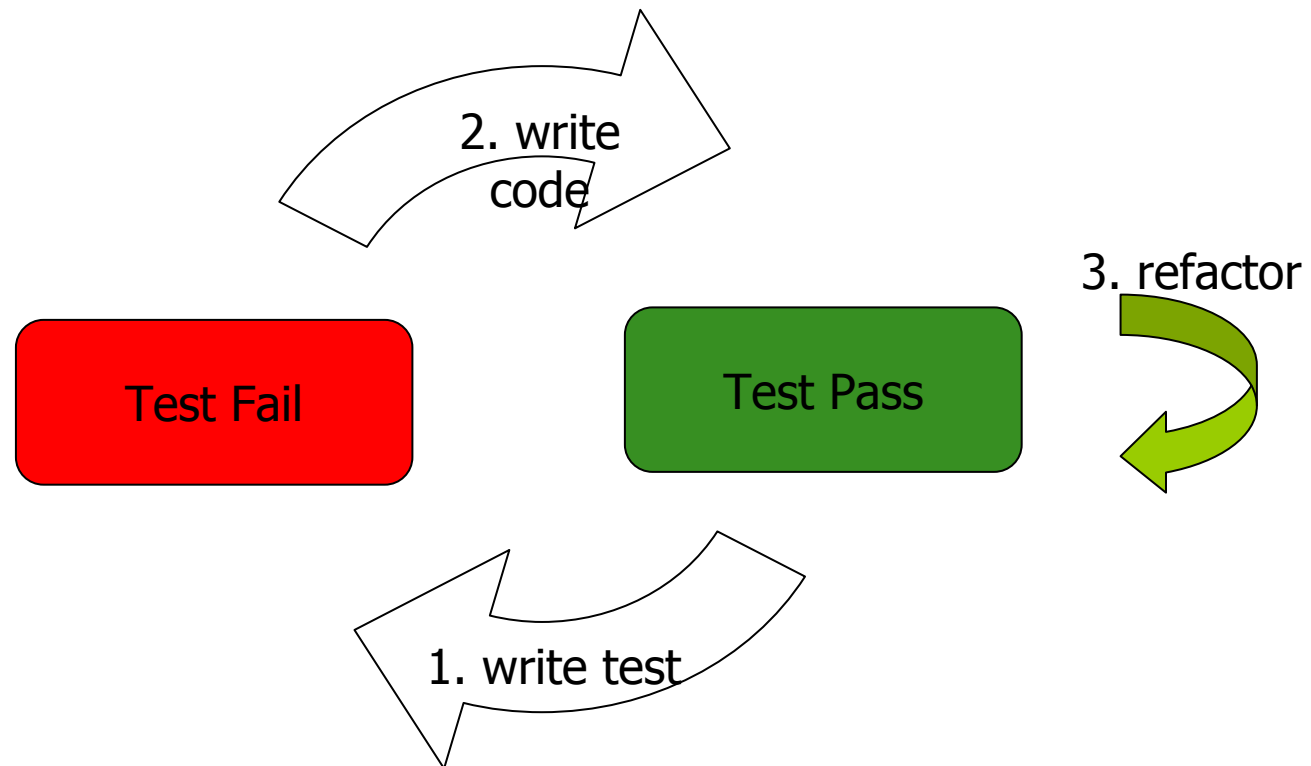 2. write
code
3. refactor
Test Fail
Test Pass
1. write test